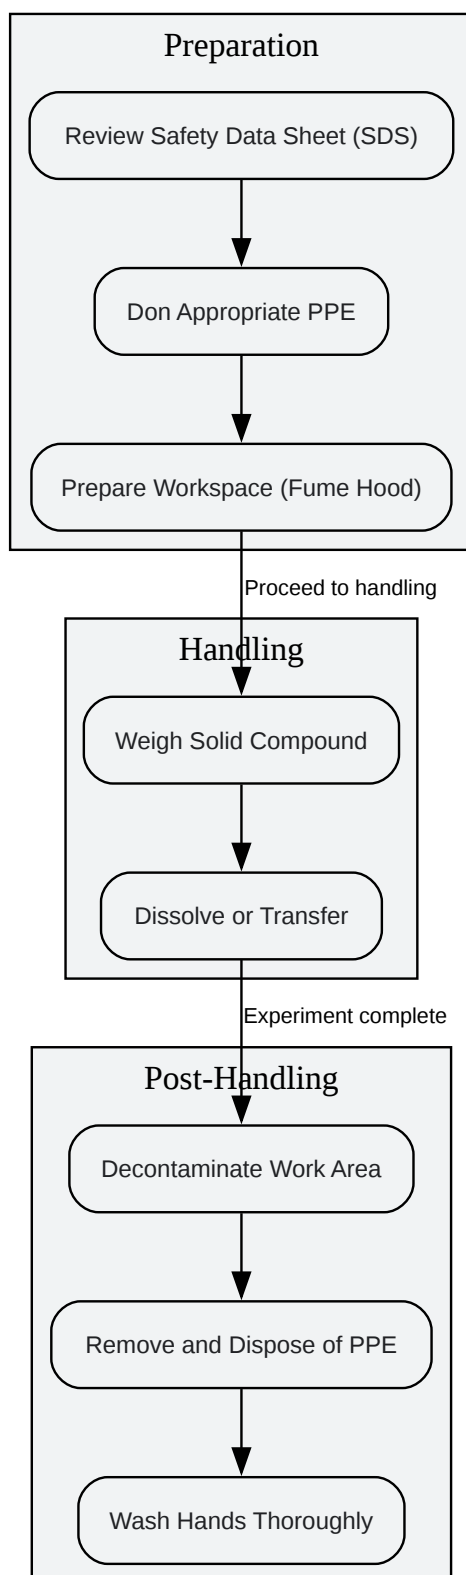 Preparation
Review Safety Data Sheet (SDS)
Don Appropriate PPE
Prepare Workspace (Fume Hood)
Proceed to handling
Handling
Weigh Solid Compound
Dissolve or Transfer
Experiment complete
Post-Handling
Decontaminate Work Area
Remove and Dispose of PPE
Wash Hands Thoroughly